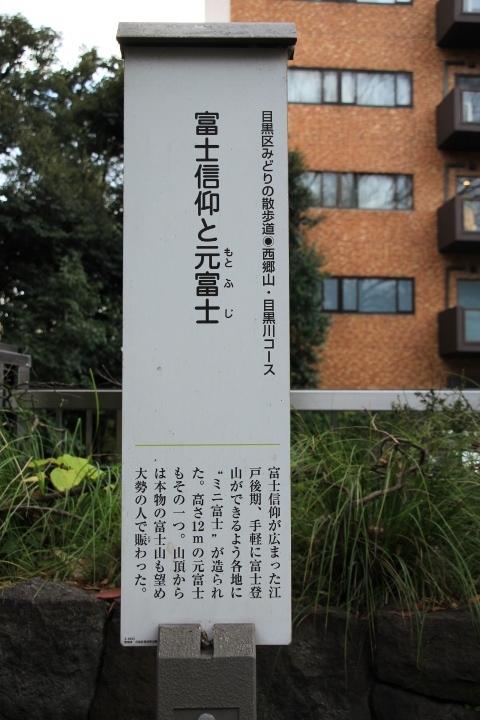 目黒区みどりの散歩道◉西郷山・目黒川コース
富士信仰と元富士
もとふじ
富士信仰が広まった江
戸後期、手軽に富士登
山ができるよう各地に
“ミニ富士”が造られ
た。高さ12mの元富士
もその一つ。山頂から
は本物の富士山も望め
大勢の人で賑わった。